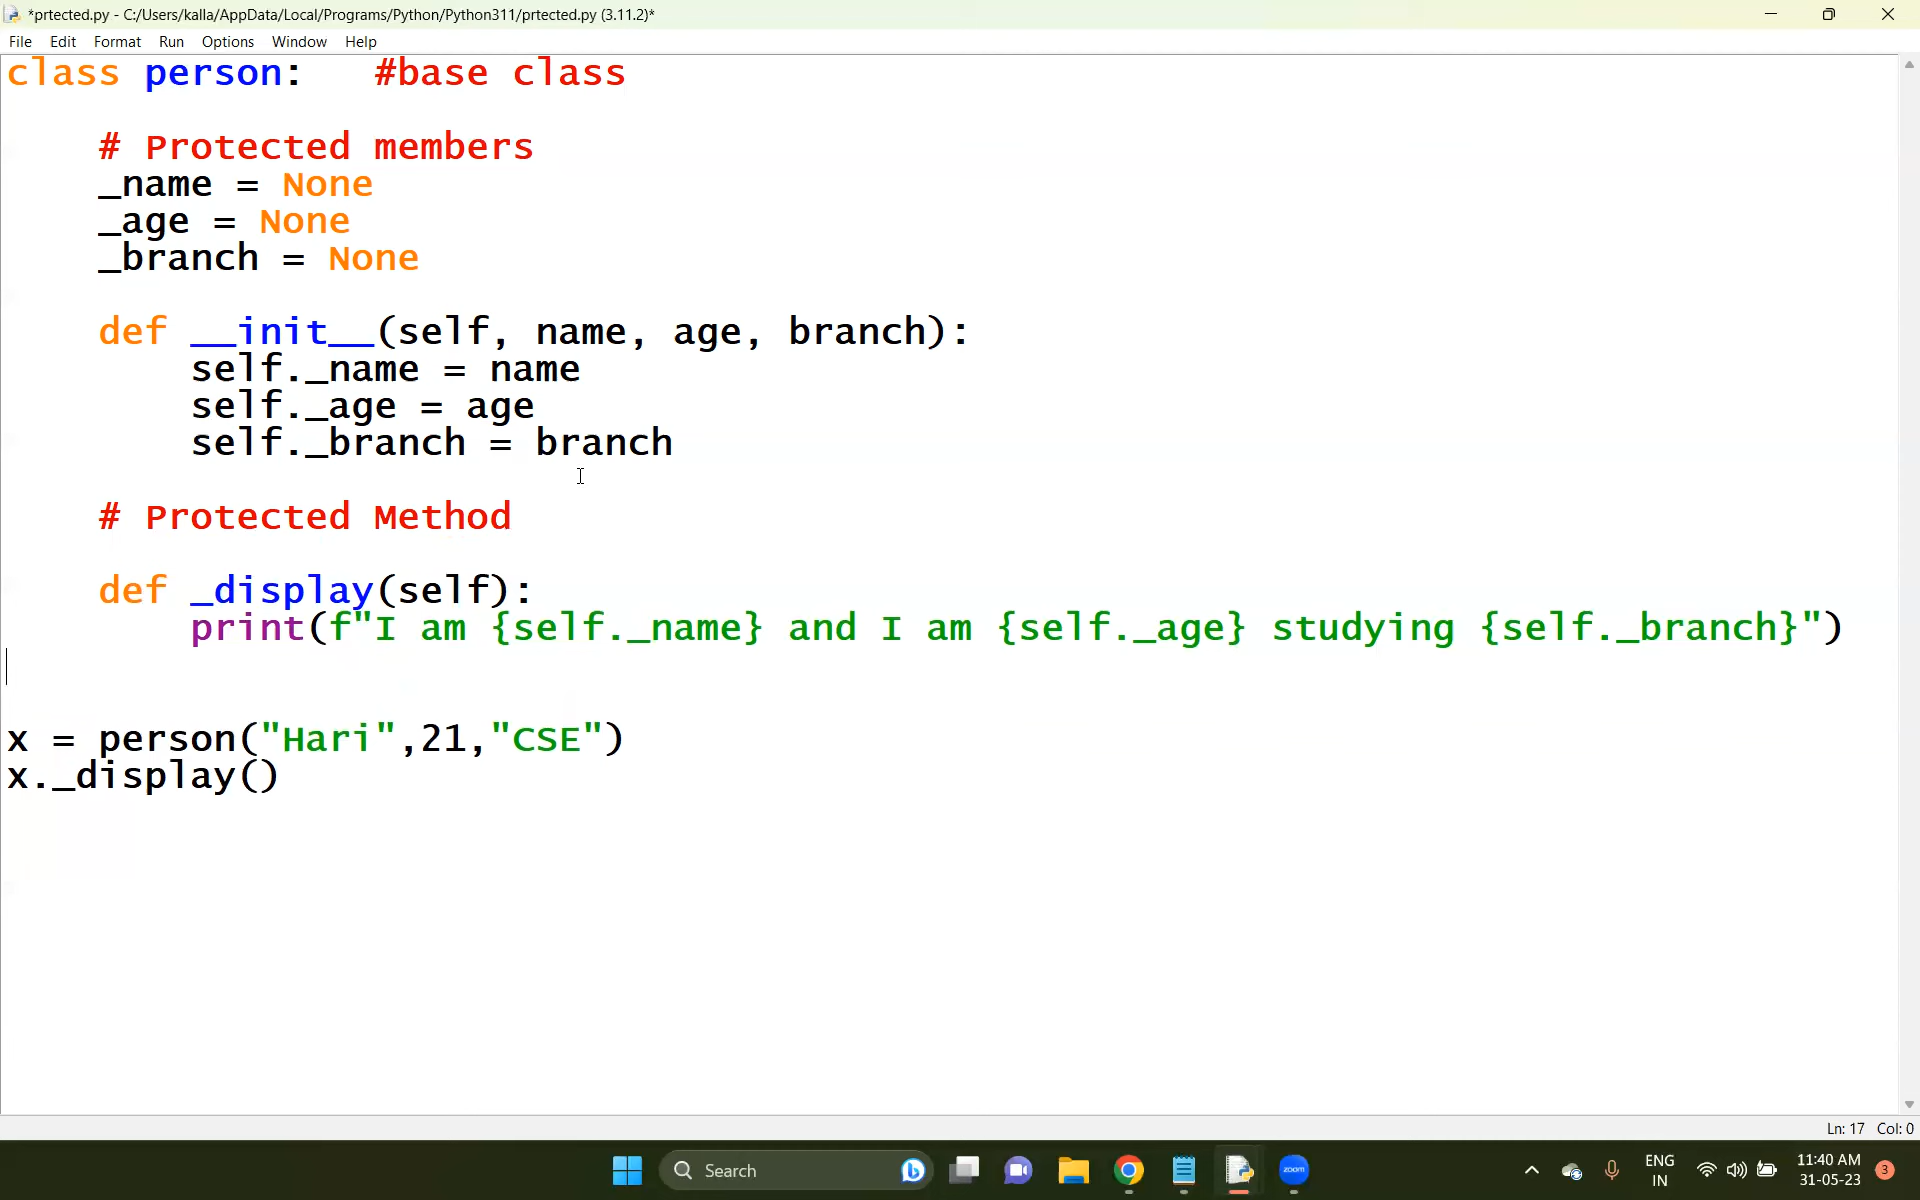 *prtected.py - C:/Users/kalla/AppData/Local/Programs/Python/Python311/prtected.py (3.11.2)*
File Edit Format Run Options Window Help
class person:   #base class
    # Protected members
    _name = None
    _age = None
    _branch = None
    def __init__(self, name, age, branch):
        self._name = name
        self._age = age
        self._branch = branch
    # Protected Method
    def _display(self):
        print(f"I am {self._name} and I am {self._age} studying {self._branch}")
x = person("Hari",21,"CSE")
x._display()
Ln: 17 Col: 0
Search
zoom
ENG
IN
11:40 AM
31-05-23
3